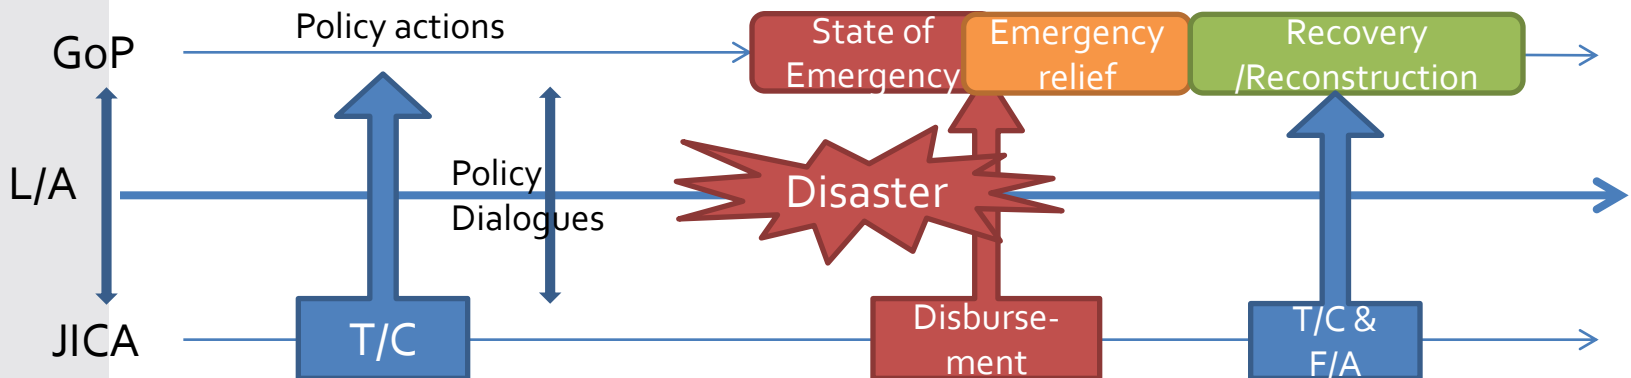 GoP
Policy actions
State of
Emergency
Emergency
relief
Recovery
/Reconstruction
L/A
Policy
Dialogues
Disaster
JICA
T/C
Disburse-
ment
T/C &
F/A